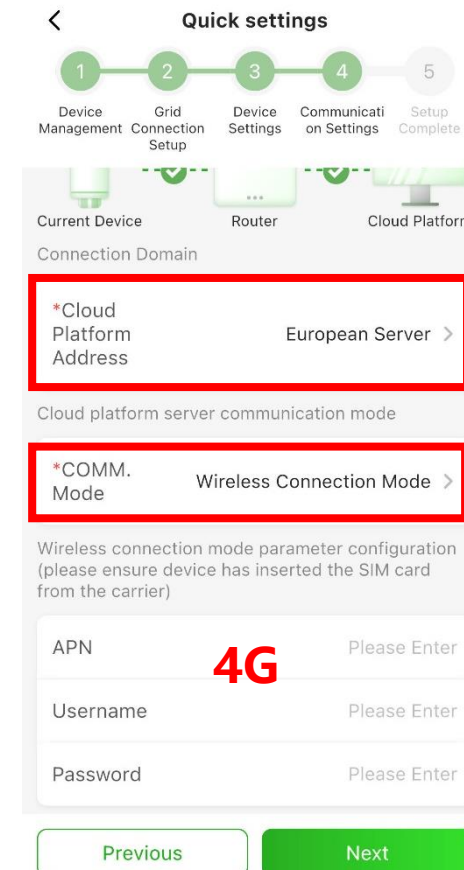 Quick settings
1 2 3 4 5
Device Grid Device Communicati Setup
Management Connection Settings on Settings Complete
Setup
Current Device Router Cloud Platform
Connection Domain
*Cloud
Platform European Server >
Address
Cloud platform server communication mode
*COMM.
Mode Wireless Connection Mode >
Wireless connection mode parameter configuration
(please ensure device has inserted the SIM card
from the carrier)
APN Please Enter
4G
Username Please Enter
Password Please Enter
Previous Next